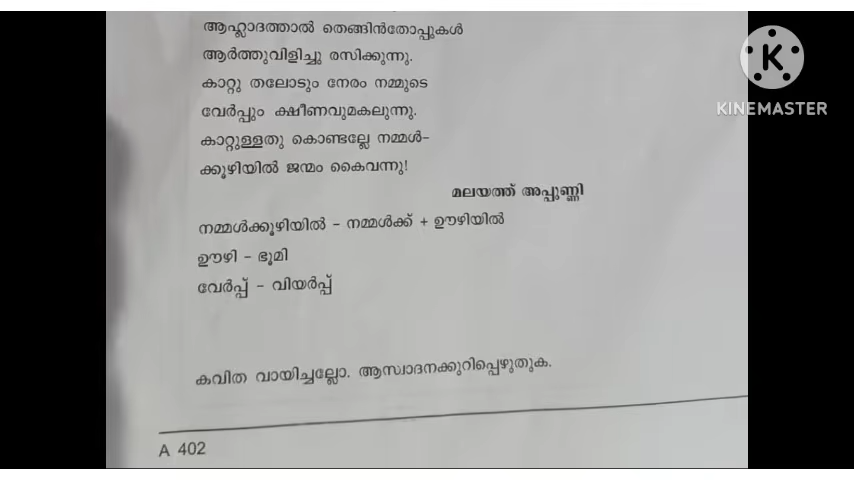 ആഹ്ലാദത്താൽ തെങ്ങിൻതോപ്പുകൾ
ആർത്തുവിളിച്ചു രസിക്കുന്നു.
കാറ്റു തലോടും നേരം നമ്മുടെ
വേർപ്പും ക്ഷീണവുമകലുന്നു.
കാറ്റുള്ളതു കൊണ്ടല്ലേ നമ്മൾ-
ക്കൂഴിയിൽ ജന്മം കൈവന്നു!
മലയത്ത് അപ്പുണ്ണി
നമ്മൾക്കൂഴിയിൽ - നമ്മൾക്ക് + ഊഴിയിൽ
ഊഴി - ഭൂമി
വേർപ്പ് - വിയർപ്പ്
കവിത വായിച്ചല്ലോ. ആസ്വാദനക്കുറിപ്പെഴുതുക.
A 402
K
KINEMASTER